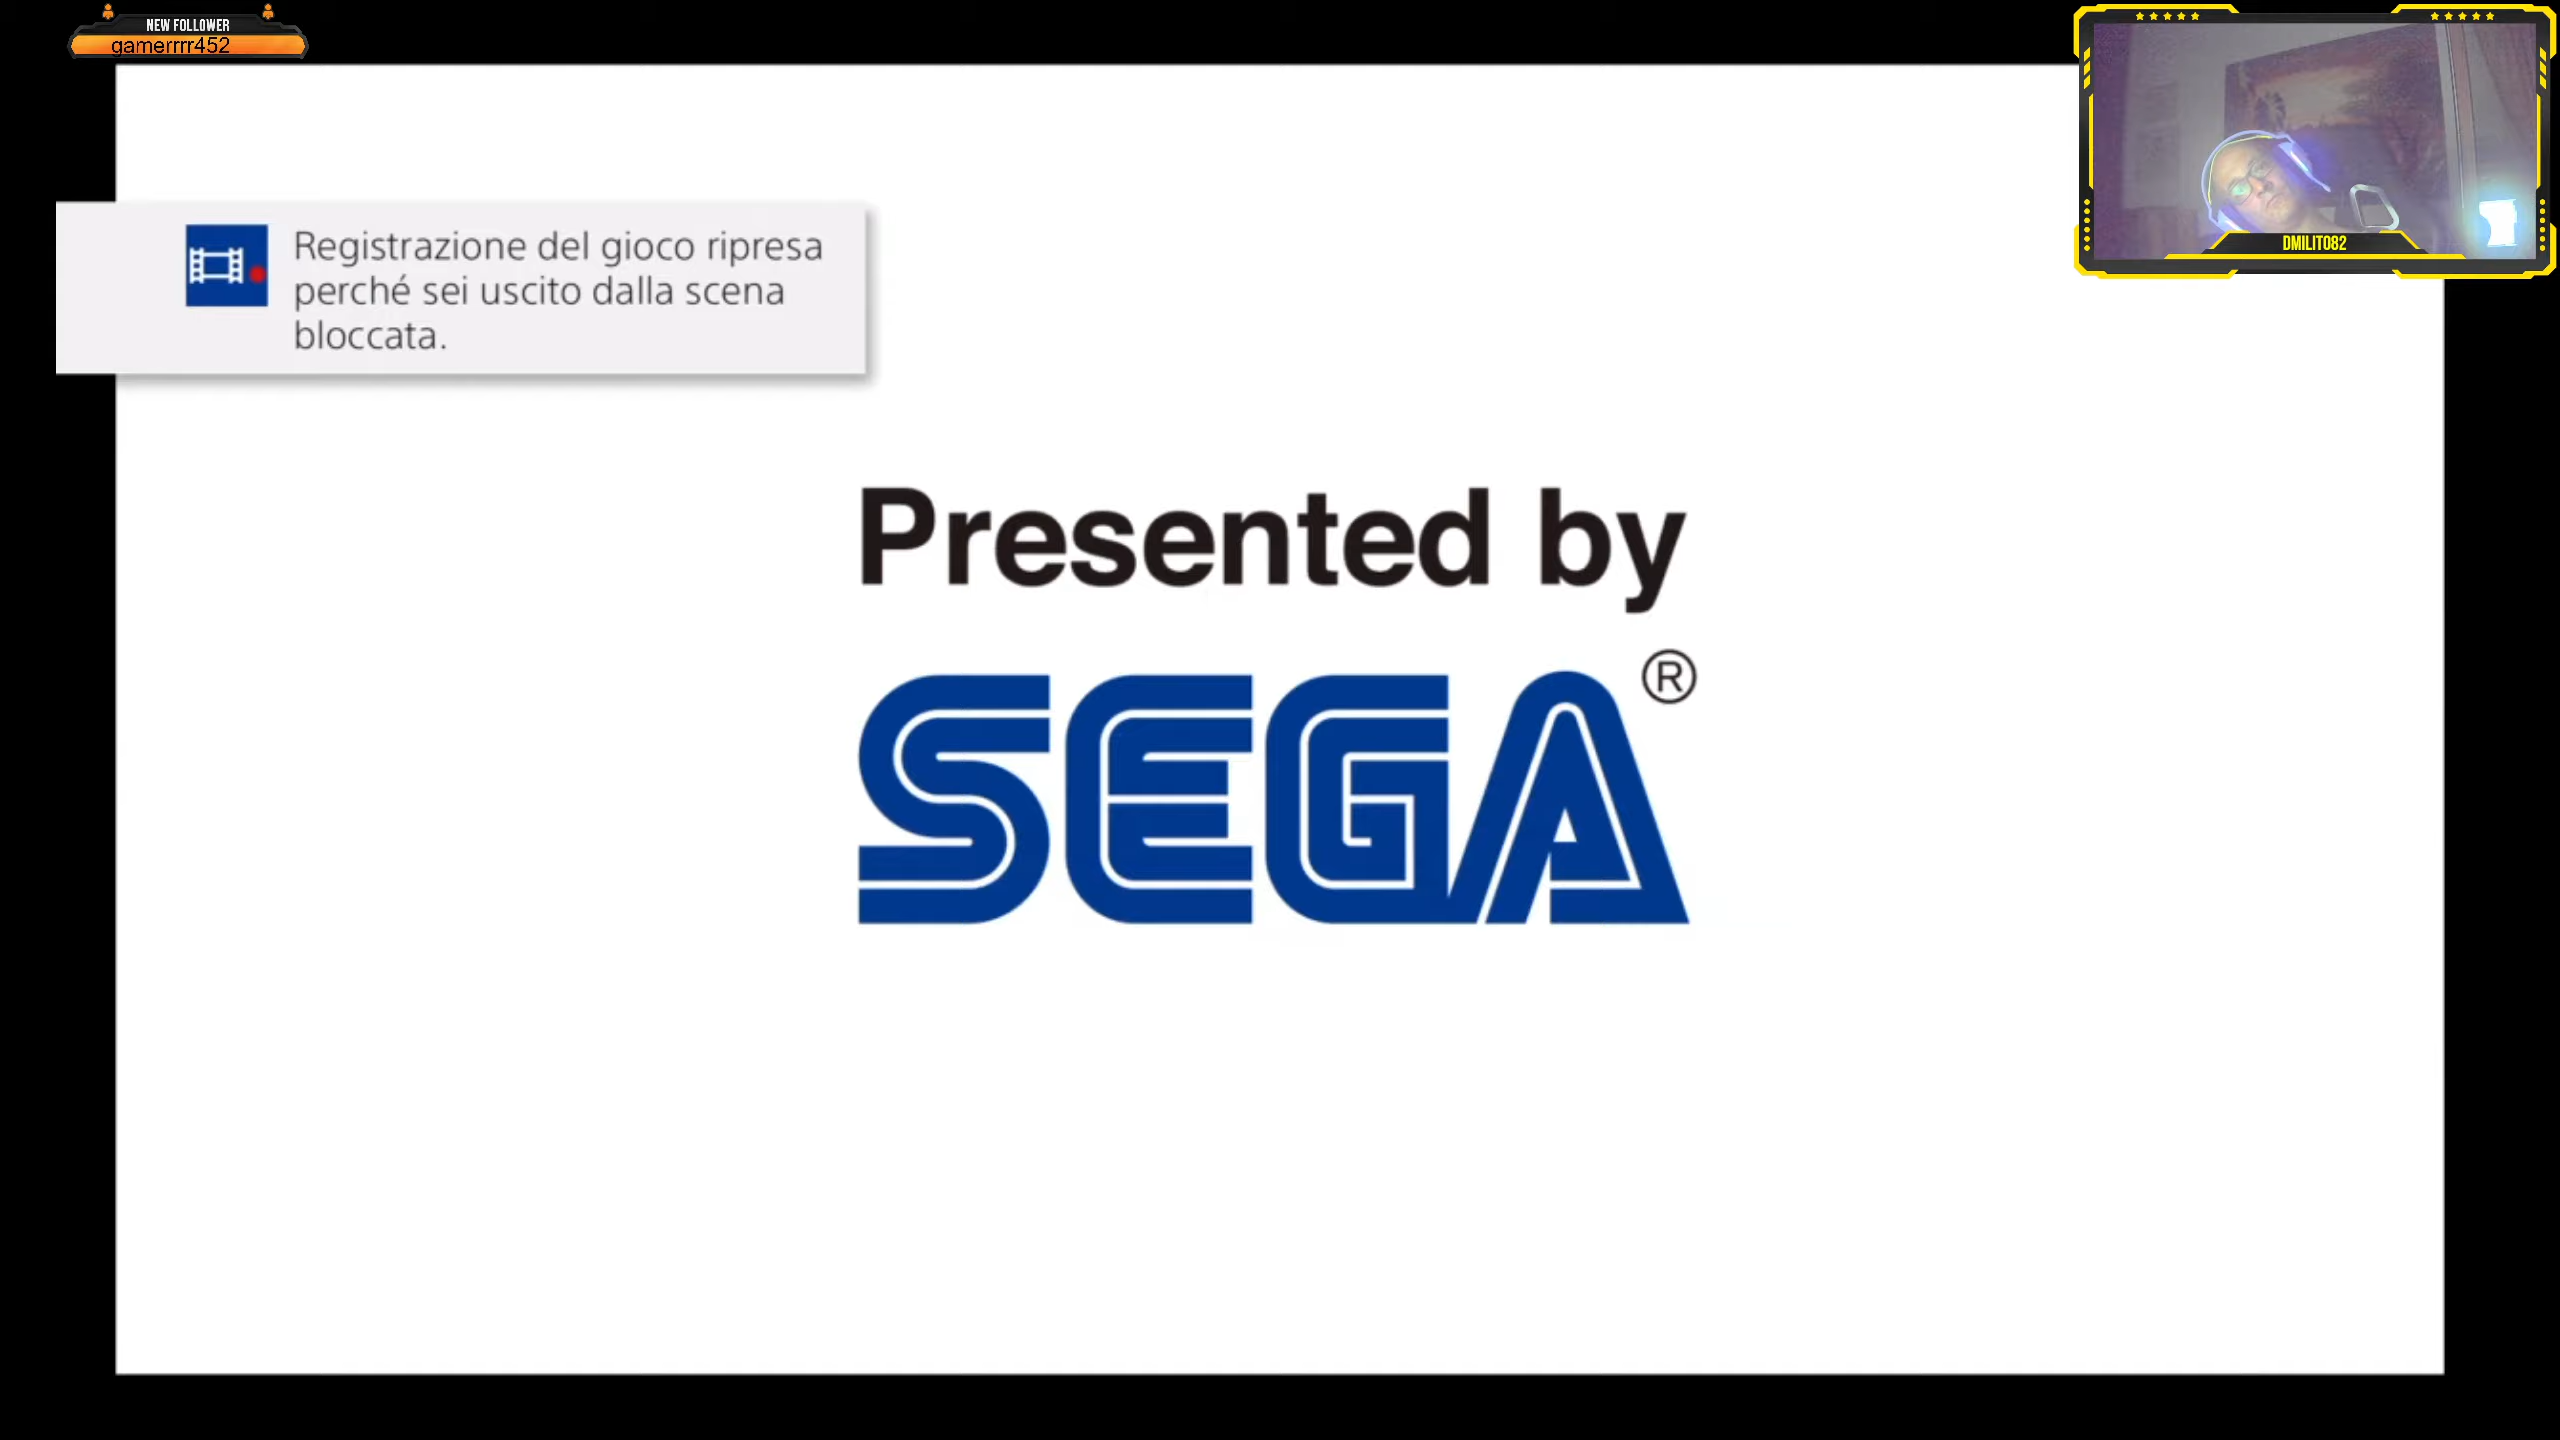 NEW FOLLOWER
gamerrrr452
Registrazione del gioco ripresa
perché sei uscito dalla scena
bloccata.
Presented by
SEGA®
DMILITO82